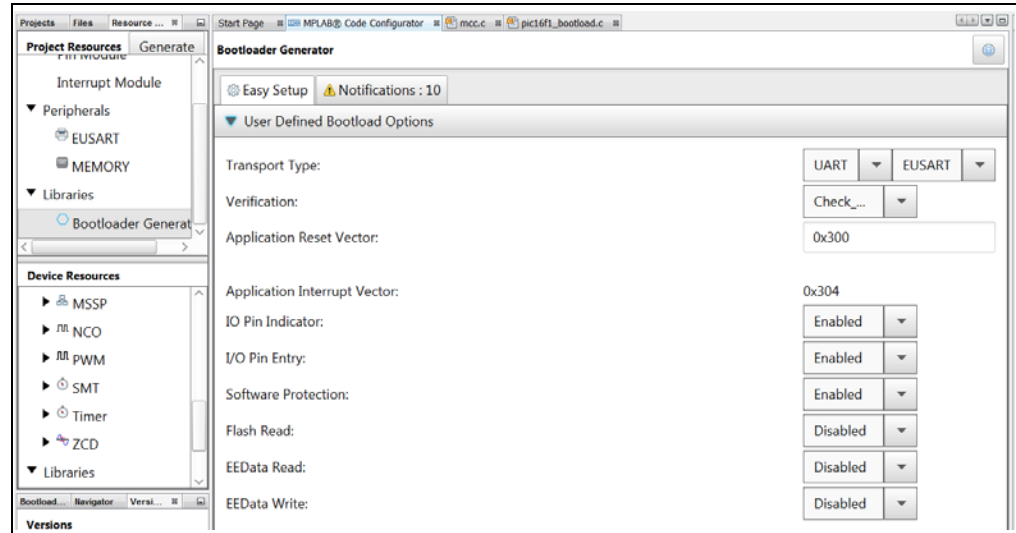 Projects Files Resource ...
Start Page MPLAB® Code Configurator mcc.c pic16f1_bootload.c
Project Resources Generate
Pin Module
Interrupt Module
Peripherals
EUSART
MEMORY
Libraries
Bootloader Generat
Device Resources
MSSP
NCO
PWM
SMT
Timer
ZCD
Libraries
Bootload... Navigator Versi...
Versions
Bootloader Generator
Easy Setup Notifications : 10
User Defined Bootload Options
Transport Type: UART EUSART
Verification: Check_...
Application Reset Vector: 0x300
Application Interrupt Vector: 0x304
IO Pin Indicator: Enabled
I/O Pin Entry: Enabled
Software Protection: Enabled
Flash Read: Disabled
EEData Read: Disabled
EEData Write: Disabled